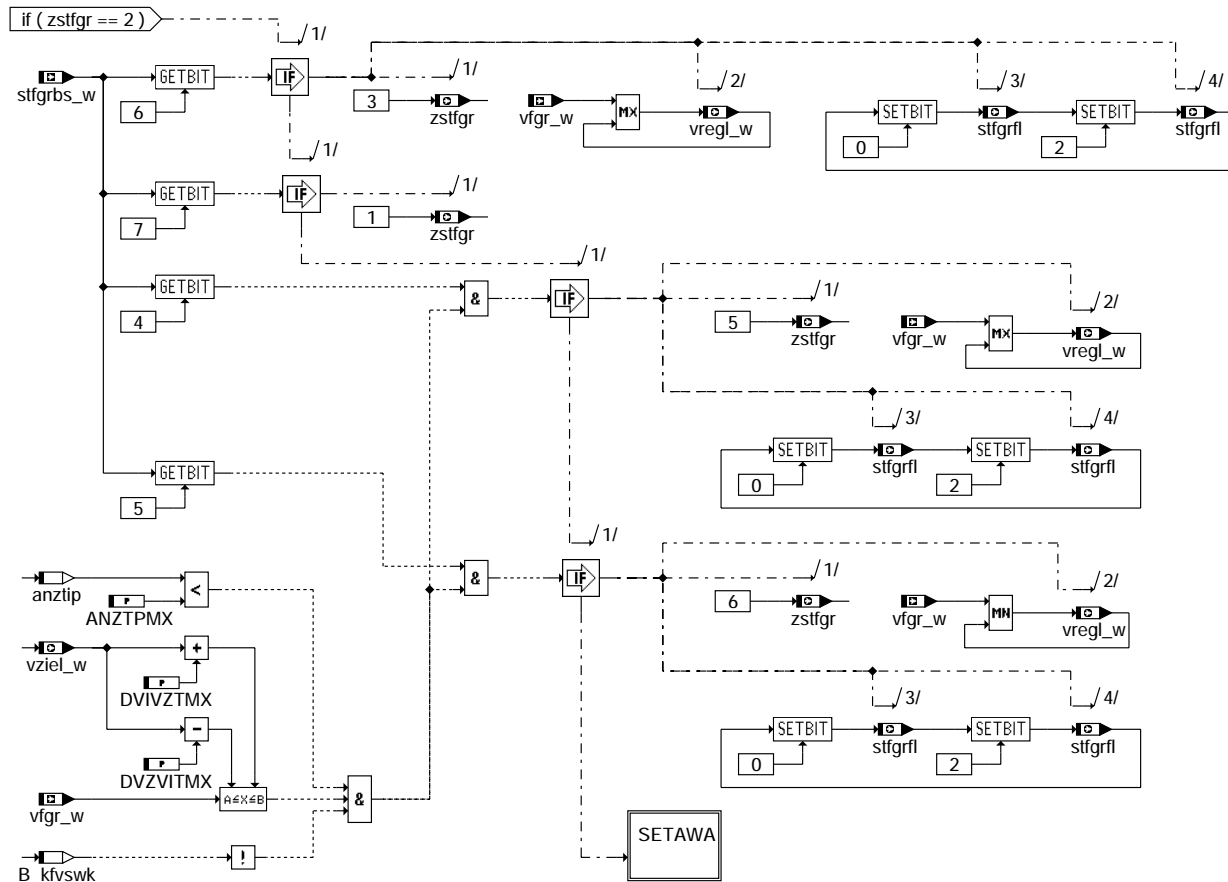 if ( zstfgr == 2 )
/1/
stfgrbs_w
GETBIT
6
IF
/1/
3
zstfgr
/2/
vfgr_w
MX
vregl_w
/3/
/4/
SETBIT
0
stfgrfl
SETBIT
2
stfgrfl
/1/
GETBIT
7
IF
/1/
1
zstfgr
/1/
GETBIT
4
&
IF
/1/
5
zstfgr
/2/
vfgr_w
MX
vregl_w
/3/
/4/
SETBIT
0
stfgrfl
SETBIT
2
stfgrfl
GETBIT
5
/1/
&
IF
/1/
6
zstfgr
/2/
vfgr_w
MN
vregl_w
/3/
/4/
SETBIT
0
stfgrfl
SETBIT
2
stfgrfl
anztip
<
P
ANZTPMX
vziel_w
+
P
DVIVZTMX
-
P
DVZVITMX
vfgr_w
A≤X≤B
&
B_kfvswk
!
SETAWA